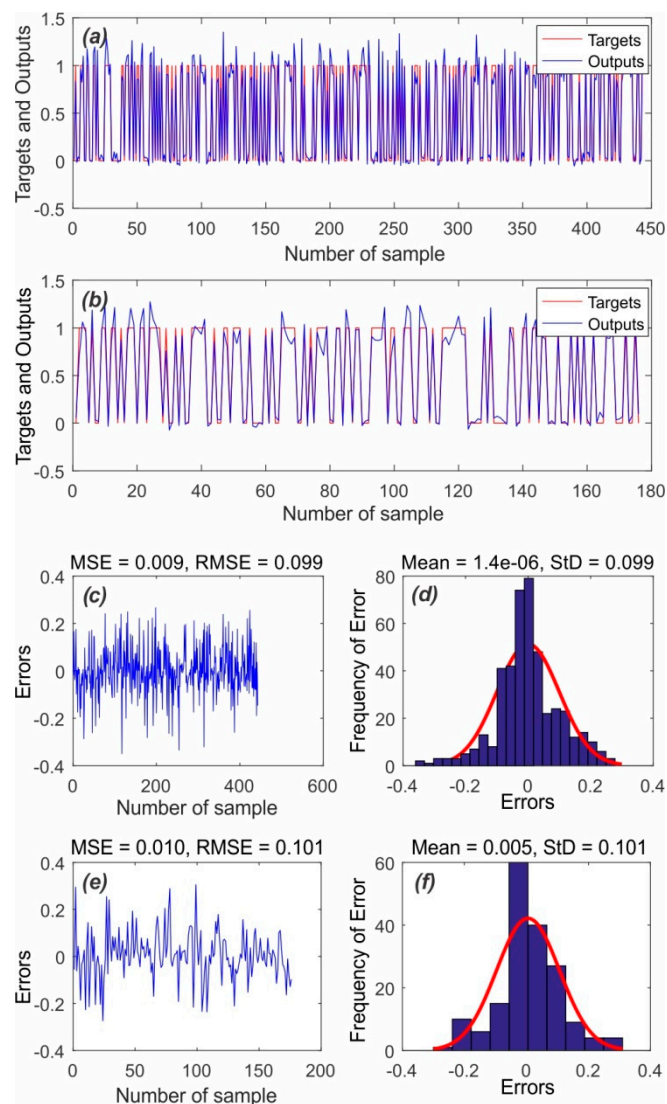 (a)
Targets
Outputs
Targets and Outputs
1.5
1
0.5
0
-0.5
0 50 100 150 200 250 300 350 400 450
Number of sample
(b)
Targets
Outputs
Targets and Outputs
1.5
1
0.5
0
-0.5
0 20 40 60 80 100 120 140 160 180
Number of sample
MSE = 0.009, RMSE = 0.099
(c)
Errors
0.4
0.2
0
-0.2
-0.4
0 200 400 600
Number of sample
Mean = 1.4e-06, StD = 0.099
(d)
Frequency of Error
80
60
40
20
0
-0.4 -0.2 0 0.2 0.4
Errors
MSE = 0.010, RMSE = 0.101
(e)
Errors
0.4
0.2
0
-0.2
-0.4
0 50 100 150 200
Number of sample
Mean = 0.005, StD = 0.101
(f)
Frequency of Error
60
40
20
0
-0.4 -0.2 0 0.2 0.4
Errors